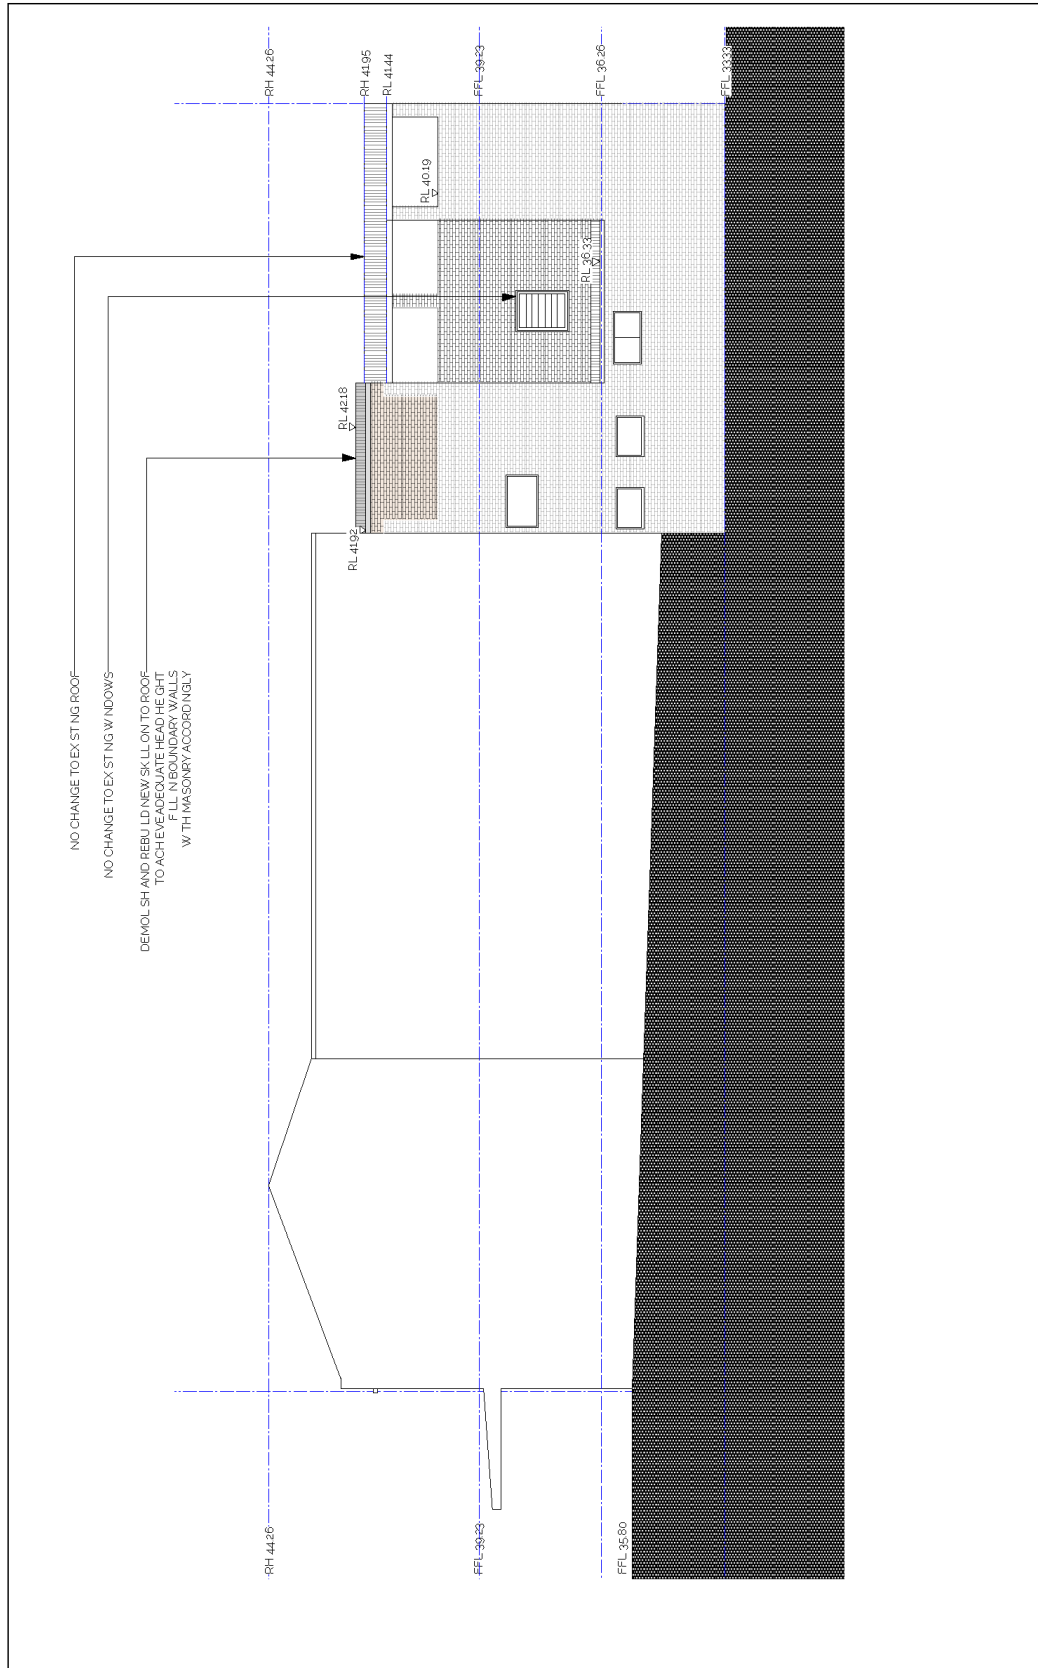 NO CHANGE TO EX ST NG ROOF
NO CHANGE TO EX ST NG W NDOWS
DEMOL SH AND REBU LD NEW SK LL ON TO ROOF
TO ACH EVE ADEQUATE HEAD HE GHT
F LL N BOUNDARY WALLS
W TH MASONRY ACCORD NGLY
RH 4426
RH 4426
RL 4218
RL 4192
RH 4195
RL 4144
RL 4019
FFL 3923
FFL 3923
RL 36 33
FFL 3626
FFL 3580
FFL 3333